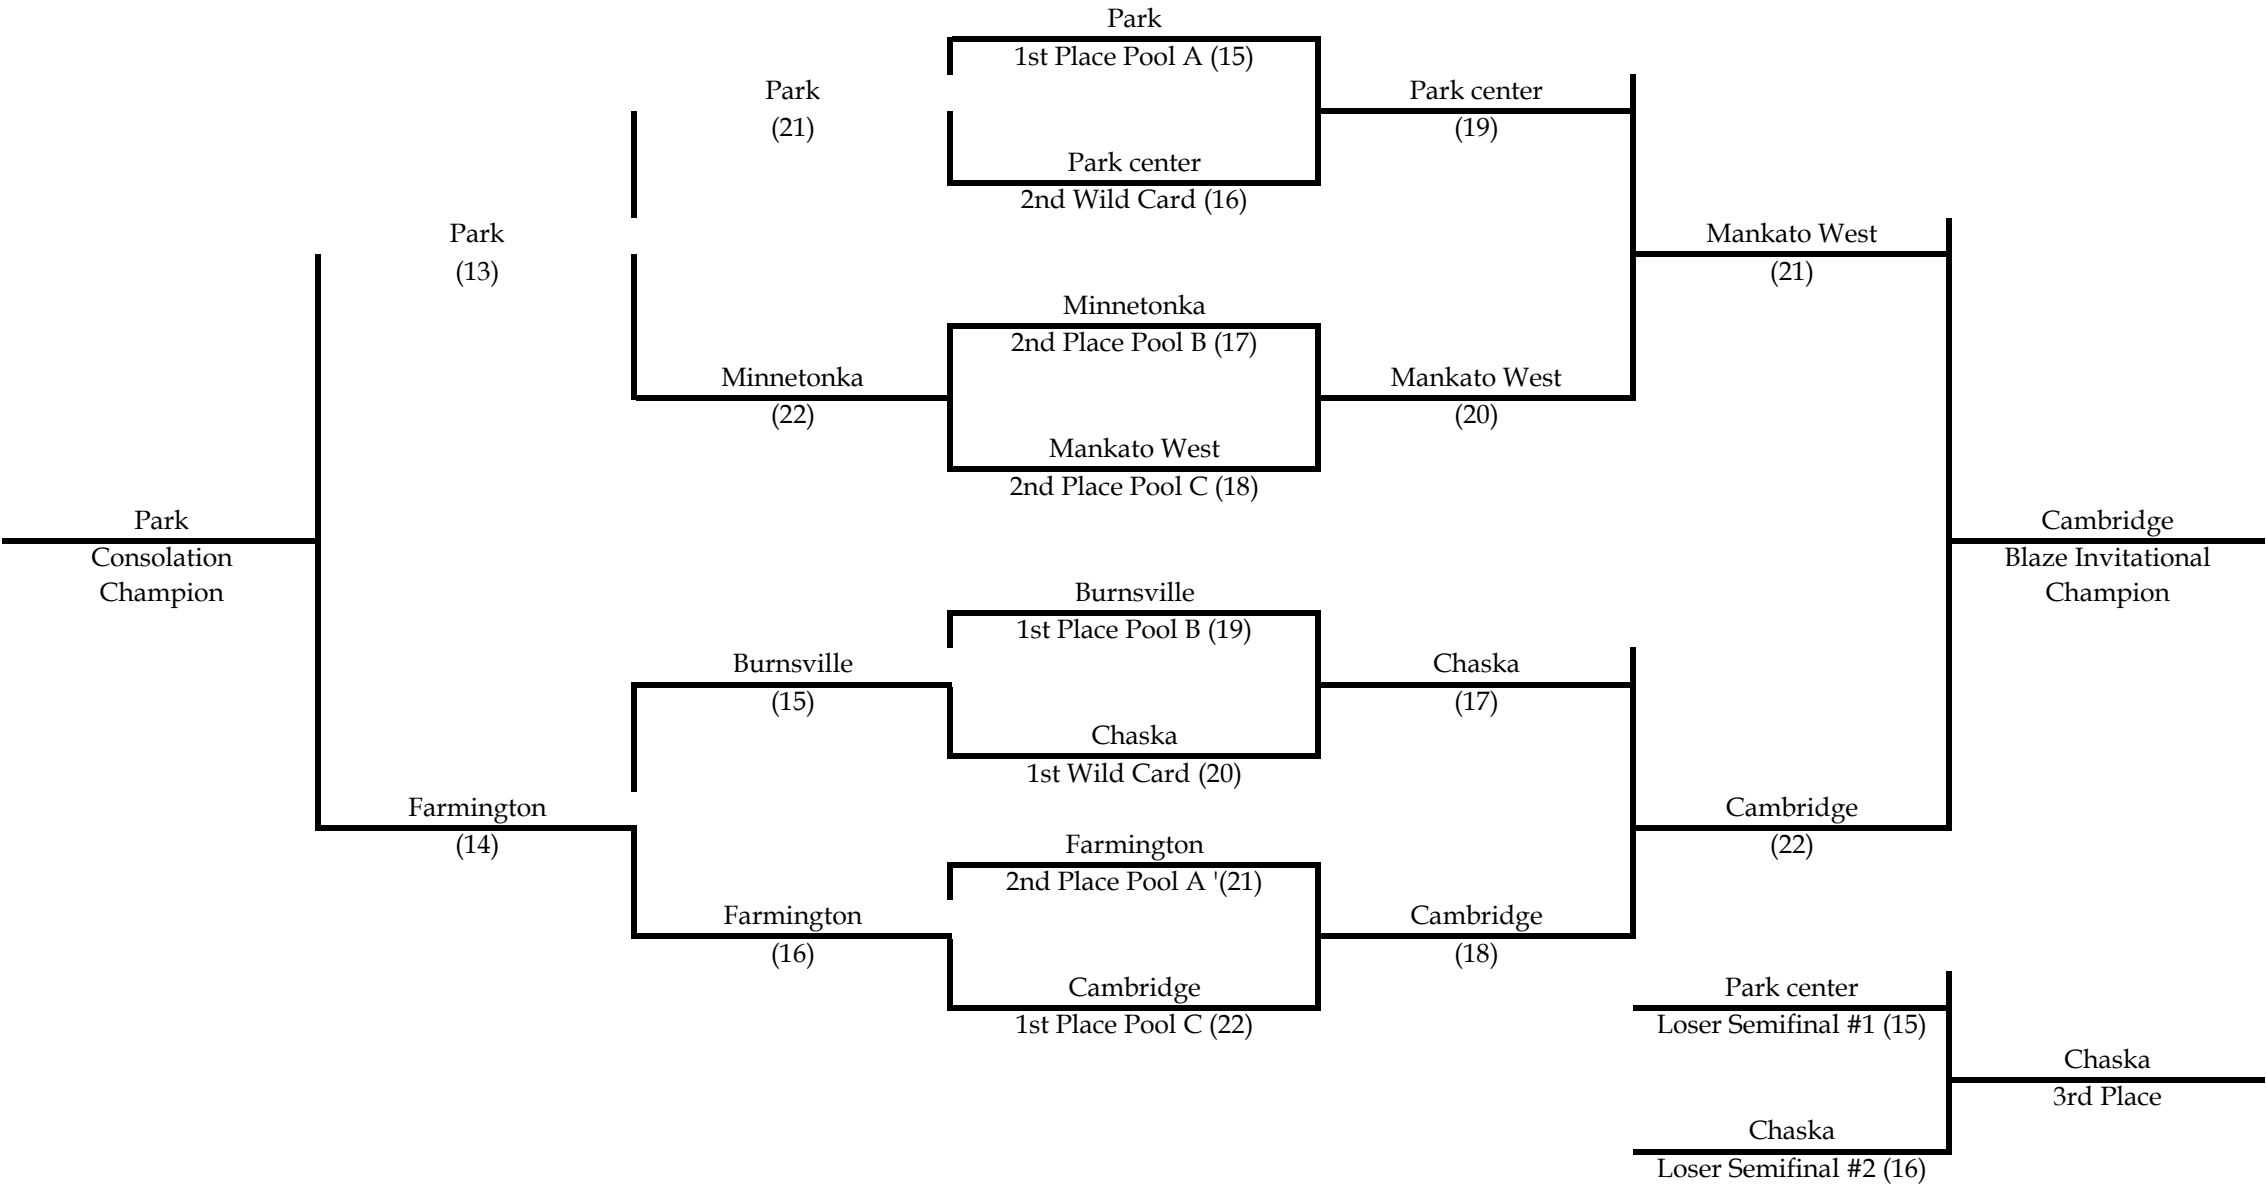 Park
1st Place Pool A (15)
Park
Park center
(21)
(19)
Park center
2nd Wild Card (16)
Park
Mankato West
(13)
(21)
Minnetonka
2nd Place Pool B (17)
Minnetonka
Mankato West
(22)
(20)
Mankato West
2nd Place Pool C (18)
Park
Cambridge
Consolation
Blaze Invitational
Champion
Champion
Burnsville
1st Place Pool B (19)
Burnsville
Chaska
(15)
(17)
Chaska
1st Wild Card (20)
Farmington
Cambridge
(14)
(22)
Farmington
2nd Place Pool A '(21)
Farmington
Cambridge
(16)
(18)
Cambridge
Park center
1st Place Pool C (22)
Loser Semifinal #1 (15)
Chaska
3rd Place
Chaska
Loser Semifinal #2 (16)